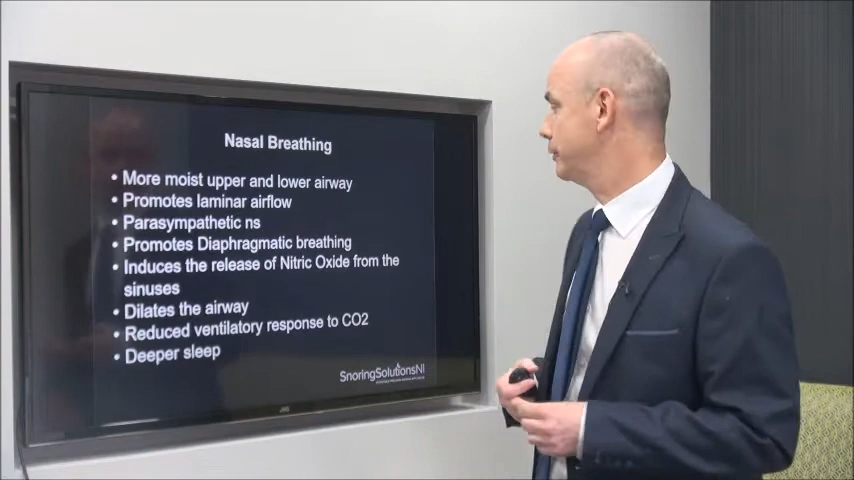 Nasal Breathing
• More moist upper and lower airway
• Promotes laminar airflow
• Parasympathetic ns
• Promotes Diaphragmatic breathing
• Induces the release of Nitric Oxide from the
sinuses
• Dilates the airway
• Reduced ventilatory response to CO2
• Deeper sleep
SnoringSolutionsNI